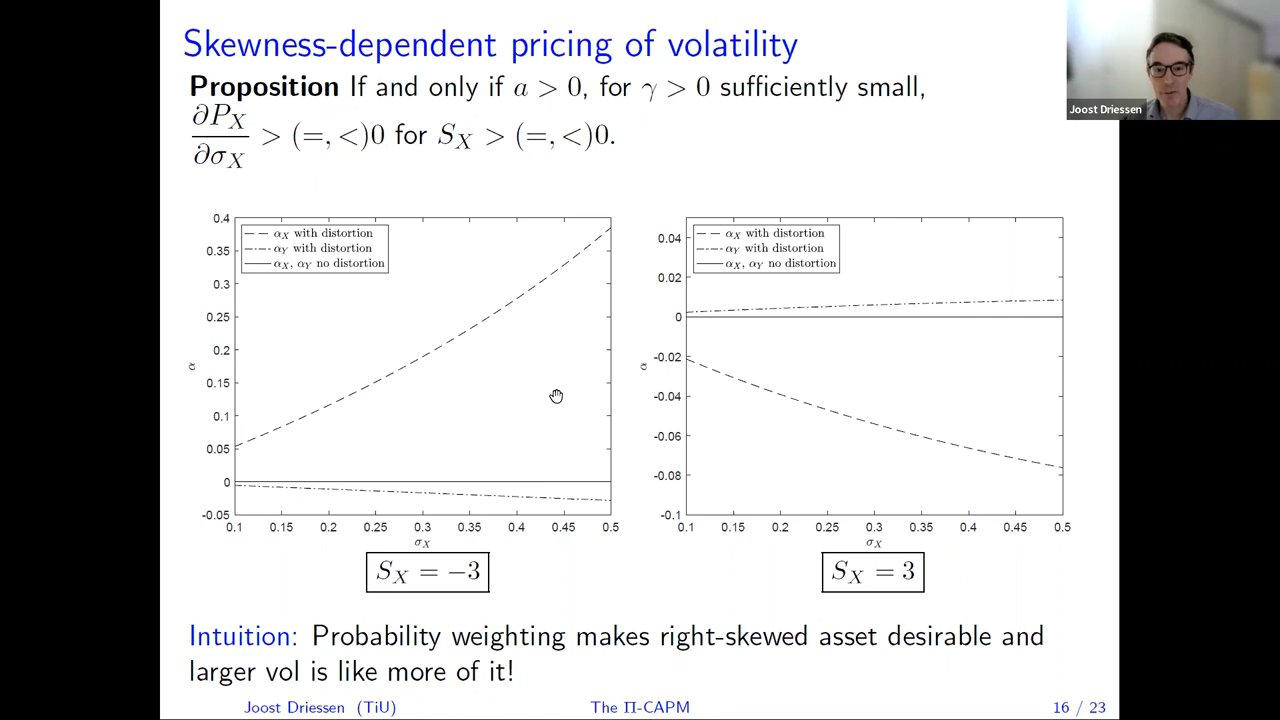 Skewness-dependent pricing of volatility
Proposition If and only if a > 0, for γ > 0 sufficiently small,
∂P_X/∂σ_X > (=, <)0 for S_X > (=, <)0.
Joost Driessen
0.4
0.35
0.3
0.25
0.2
0.15
0.1
0.05
0
-0.05
α
α_X with distortion
α_Y with distortion
α_X, α_Y no distortion
0.1 0.15 0.2 0.25 0.3 0.35 0.4 0.45 0.5
σ_X
S_X = −3
0.04
0.02
0
-0.02
-0.04
-0.06
-0.08
-0.1
α
α_X with distortion
α_Y with distortion
α_X, α_Y no distortion
0.1 0.15 0.2 0.25 0.3 0.35 0.4 0.45 0.5
σ_X
S_X = 3
Intuition: Probability weighting makes right-skewed asset desirable and
larger vol is like more of it!
Joost Driessen (TiU) The Π-CAPM 16 / 23